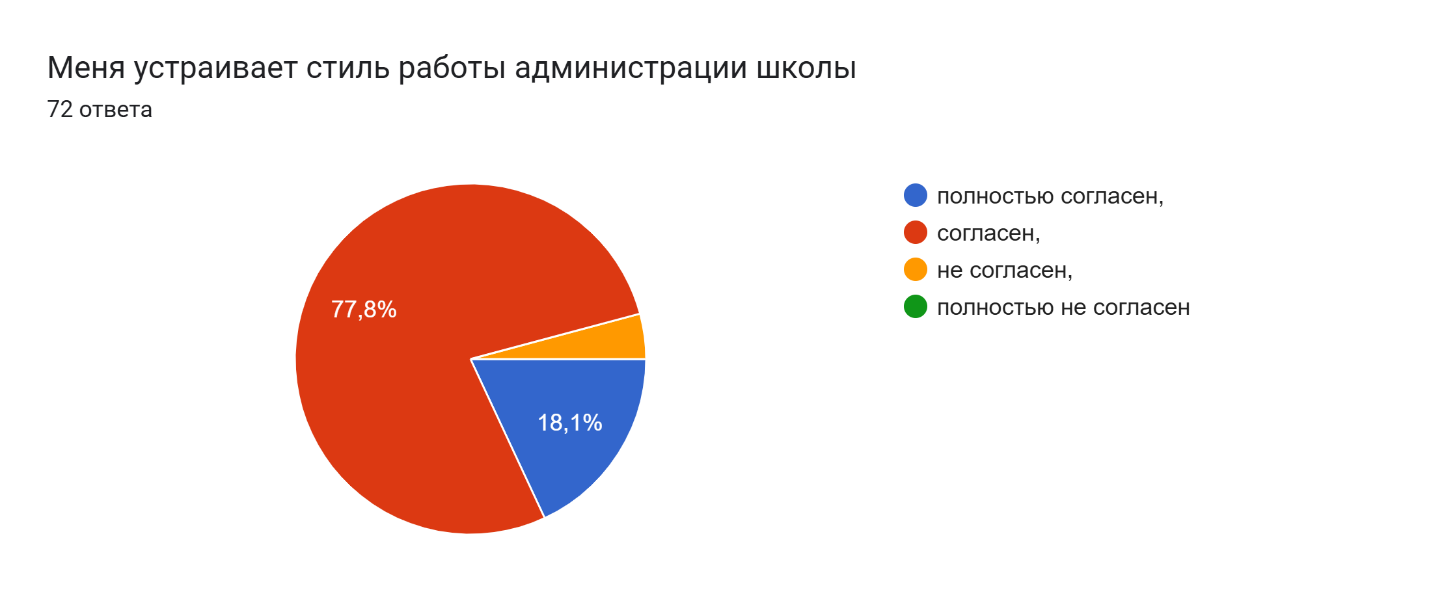 Меня устраивает стиль работы администрации школы
72 ответа
77,8%
18,1%
полностью согласен,
согласен,
не согласен,
полностью не согласен